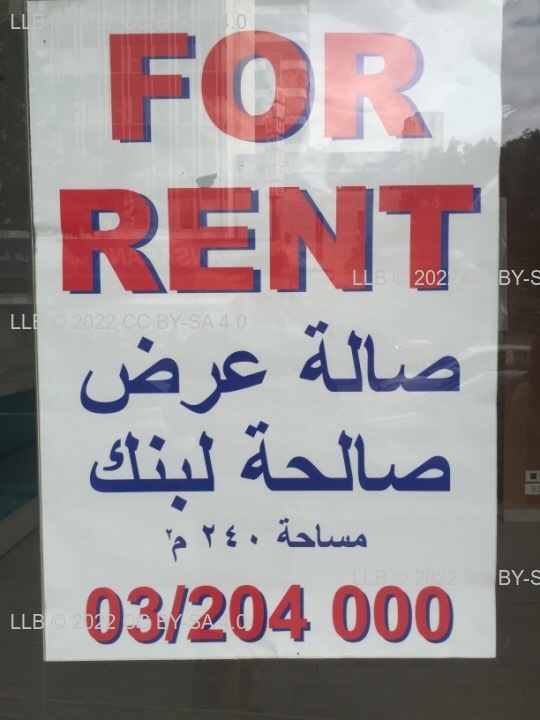 FOR
RENT
صالة عرض
صالحة لبنك
مساحة ٢٤٠ م٢
03/204 000
LLB © 2022 CC BY-SA 4.0
LLB © 2022 CC BY-S
LLB © 2022 CC BY-SA 4.0
LLB © 2022 CC BY-S
LLB © 2022 CC BY-SA 4.0